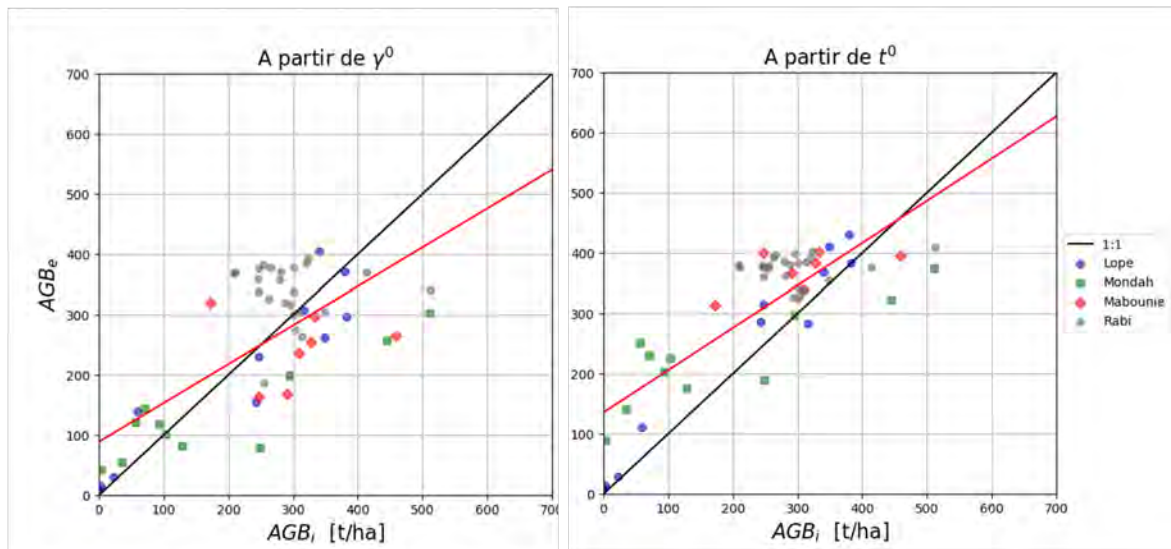 A partir de γ⁰
700
600
500
400
300
200
100
0
AGBₑ
0 100 200 300 400 500 600 700
AGBᵢ [t/ha]
A partir de t⁰
700
600
500
400
300
200
100
0
0 100 200 300 400 500 600 700
AGBᵢ [t/ha]
1:1
Lope
Mondah
Mabounie
Rabi